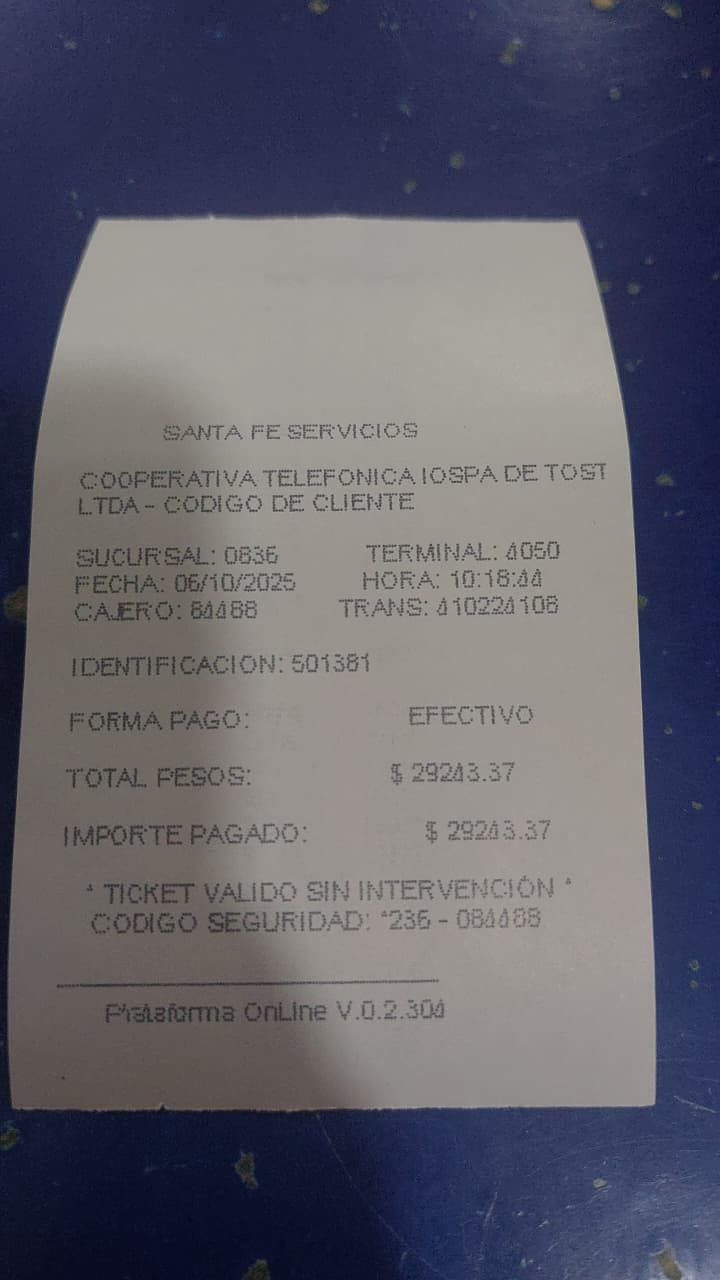 SANTA FE SERVICIOS
COOPERATIVA TELEFONICA IOSPA DE TOST
LTDA - CODIGO DE CLIENTE
SUCURSAL: 0836 TERMINAL: 4050
FECHA: 06/10/2025 HORA: 10:18:44
CAJERO: 84488 TRANS: 410224108
IDENTIFICACION: 501381
FORMA PAGO: EFECTIVO
TOTAL PESOS: $ 29243.37
IMPORTE PAGADO: $ 29243.37
* TICKET VALIDO SIN INTERVENCIÓN *
CODIGO SEGURIDAD: *236 - 084488
Plataforma OnLine V.0.2.304